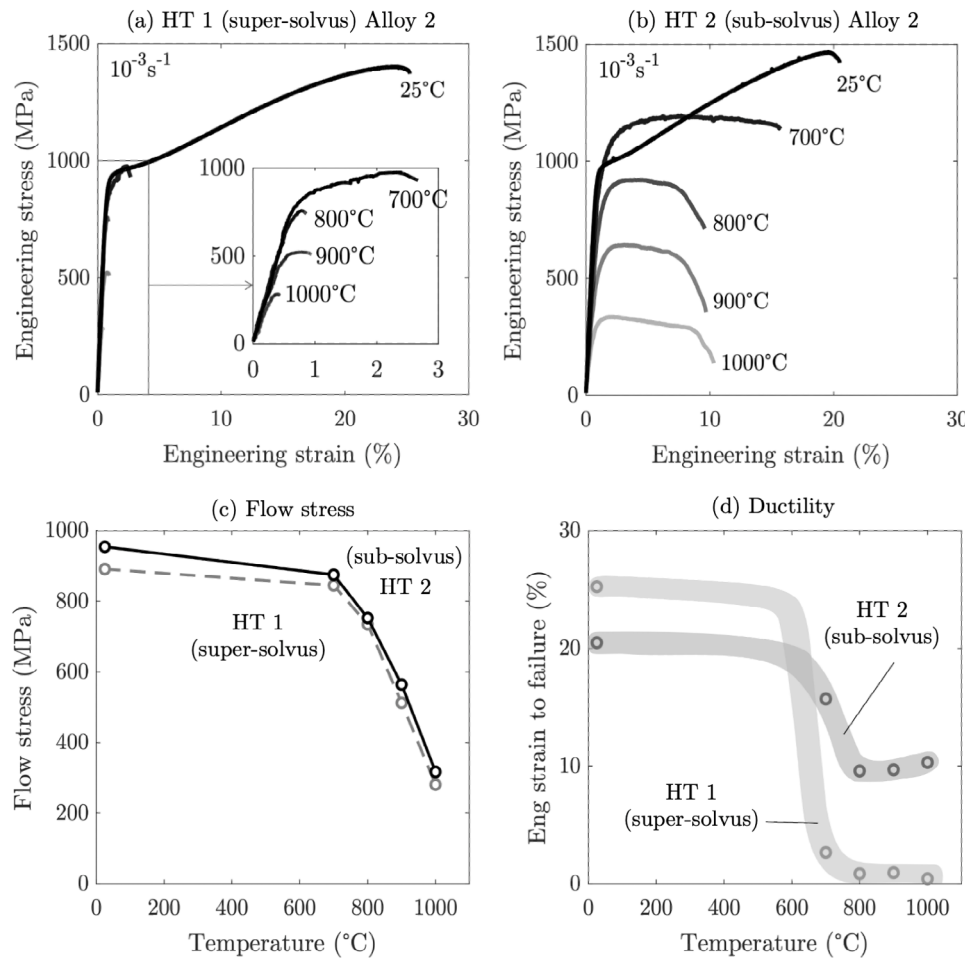 (a) HT 1 (super-solvus) Alloy 2
1500
1000
500
0
0
10
20
30
Engineering stress (MPa)
Engineering strain (%)
10⁻³s⁻¹
25°C
1000
500
0
0
1
2
3
700°C
800°C
900°C
1000°C
(b) HT 2 (sub-solvus) Alloy 2
1500
1000
500
0
0
10
20
30
Engineering stress (MPa)
Engineering strain (%)
10⁻³s⁻¹
25°C
700°C
800°C
900°C
1000°C
(c) Flow stress
1000
800
600
400
200
0
0
200
400
600
800
1000
Flow stress (MPa)
Temperature (°C)
(sub-solvus)
HT 2
HT 1
(super-solvus)
(d) Ductility
30
20
10
0
0
200
400
600
800
1000
Eng strain to failure (%)
Temperature (°C)
HT 2
(sub-solvus)
HT 1
(super-solvus)